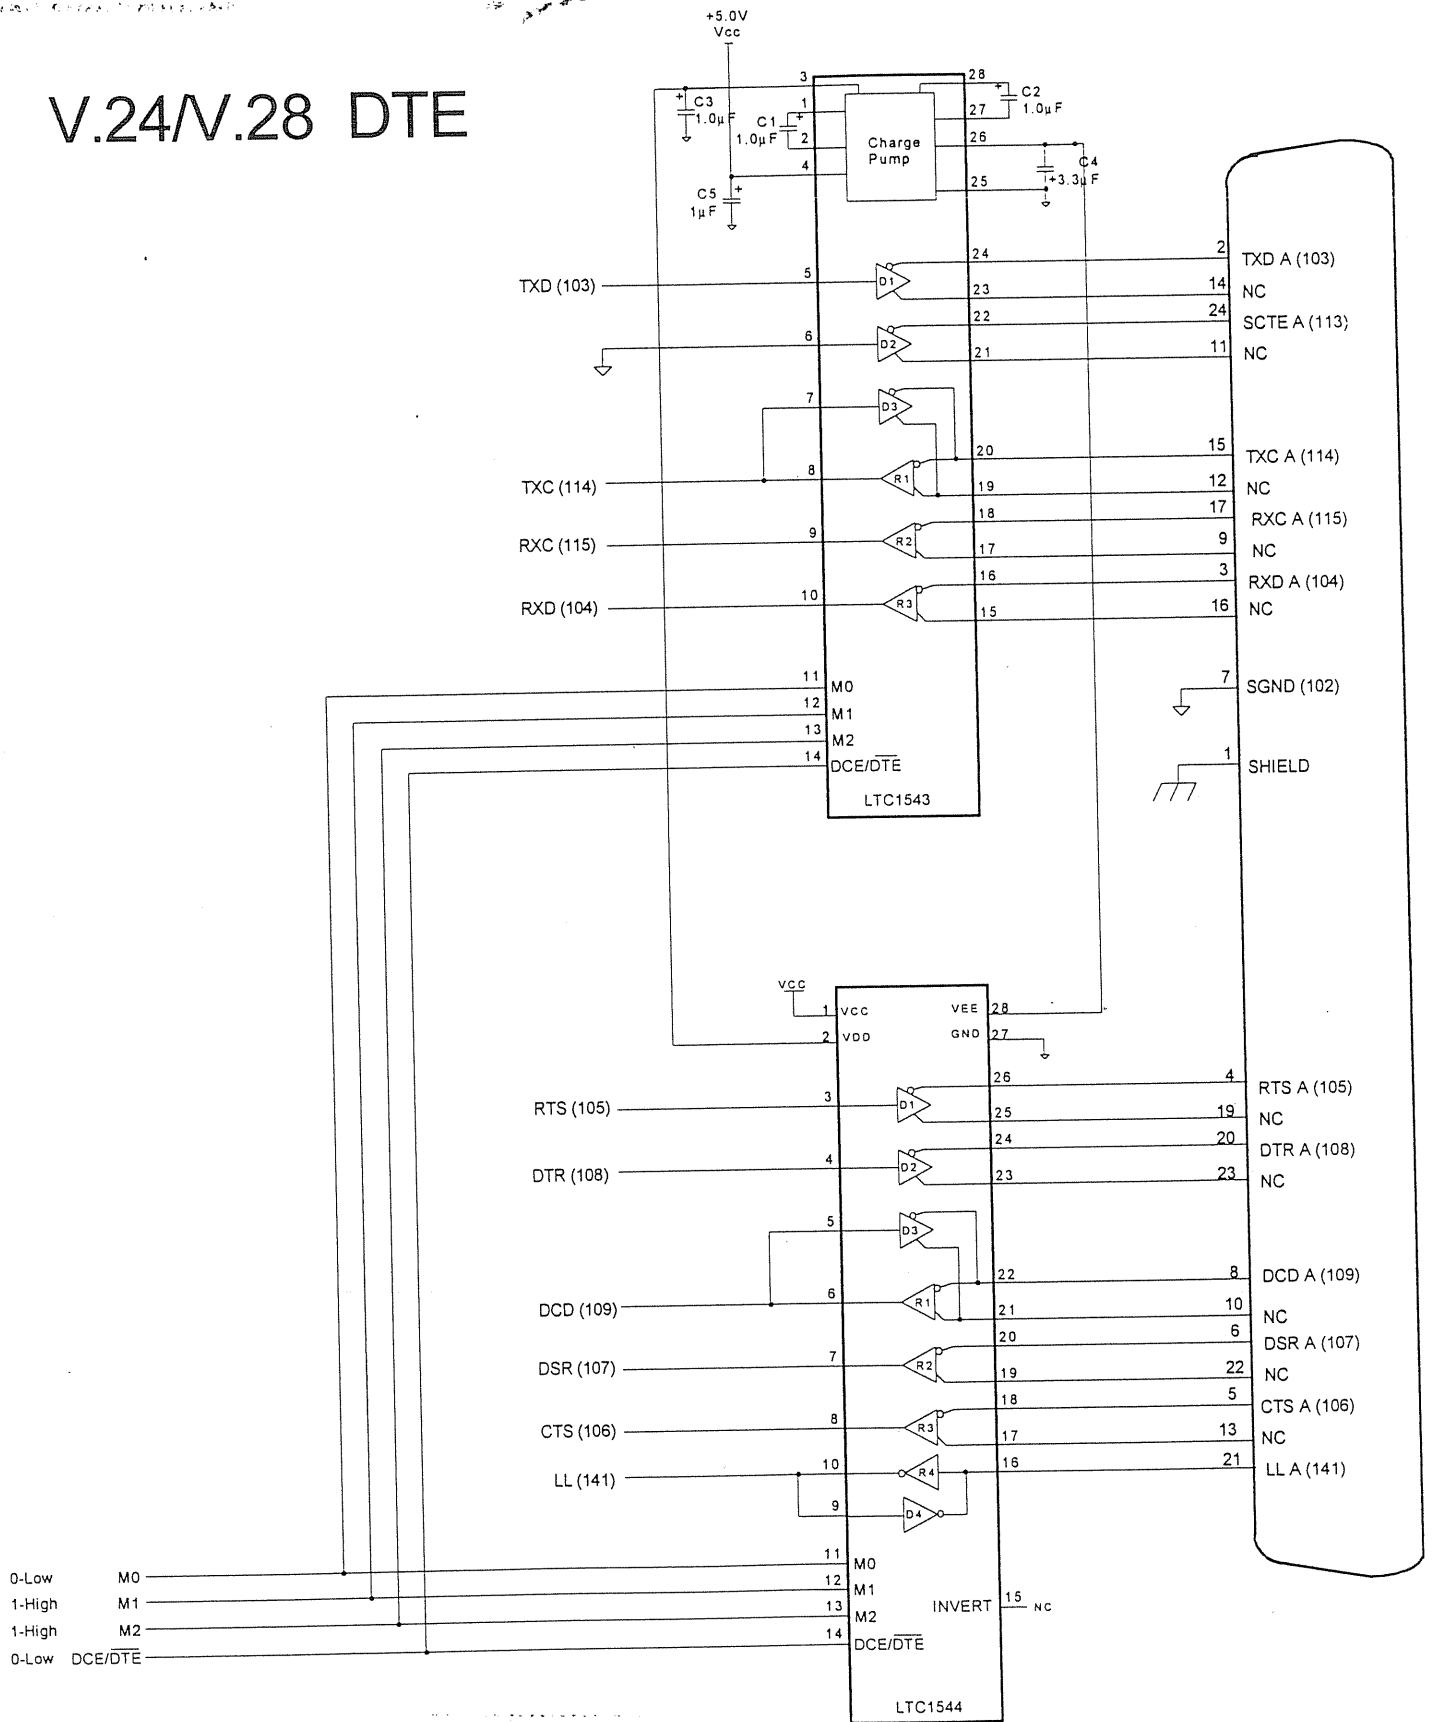 +5.0V
Vcc
V.24/V.28 DTE
3
28
+ C3
1.0µF
+ C2
1.0µF
1
27
C1 +
1.0µF
2
26
Charge
Pump
4
25
C4
+3.3µF
C5 +
1µF
TXD (103) 5 D1 24 2 TXD A (103)
23 14 NC
6 D2 22 24 SCTE A (113)
21 11 NC
7 D3
TXC (114) 8 R1 20 15 TXC A (114)
19 12 NC
RXC (115) 9 R2 18 17 RXC A (115)
17 9 NC
RXD (104) 10 R3 16 3 RXD A (104)
15 16 NC
11 M0 7 SGND (102)
12 M1
13 M2
14 DCE/DTE 1 SHIELD
LTC1543
VCC
1 VCC VEE 28
2 VDD GND 27
RTS (105) 3 D1 26 4 RTS A (105)
25 19 NC
DTR (108) 4 D2 24 20 DTR A (108)
23 23 NC
5 D3
DCD (109) 6 R1 22 8 DCD A (109)
21 10 NC
DSR (107) 7 R2 20 6 DSR A (107)
19 22 NC
CTS (106) 8 R3 18 5 CTS A (106)
17 13 NC
LL (141) 10 R4 16 21 LL A (141)
9 D4
0-Low M0 11 M0
1-High M1 12 M1 INVERT 15 NC
1-High M2 13 M2
0-Low DCE/DTE 14 DCE/DTE
LTC1544